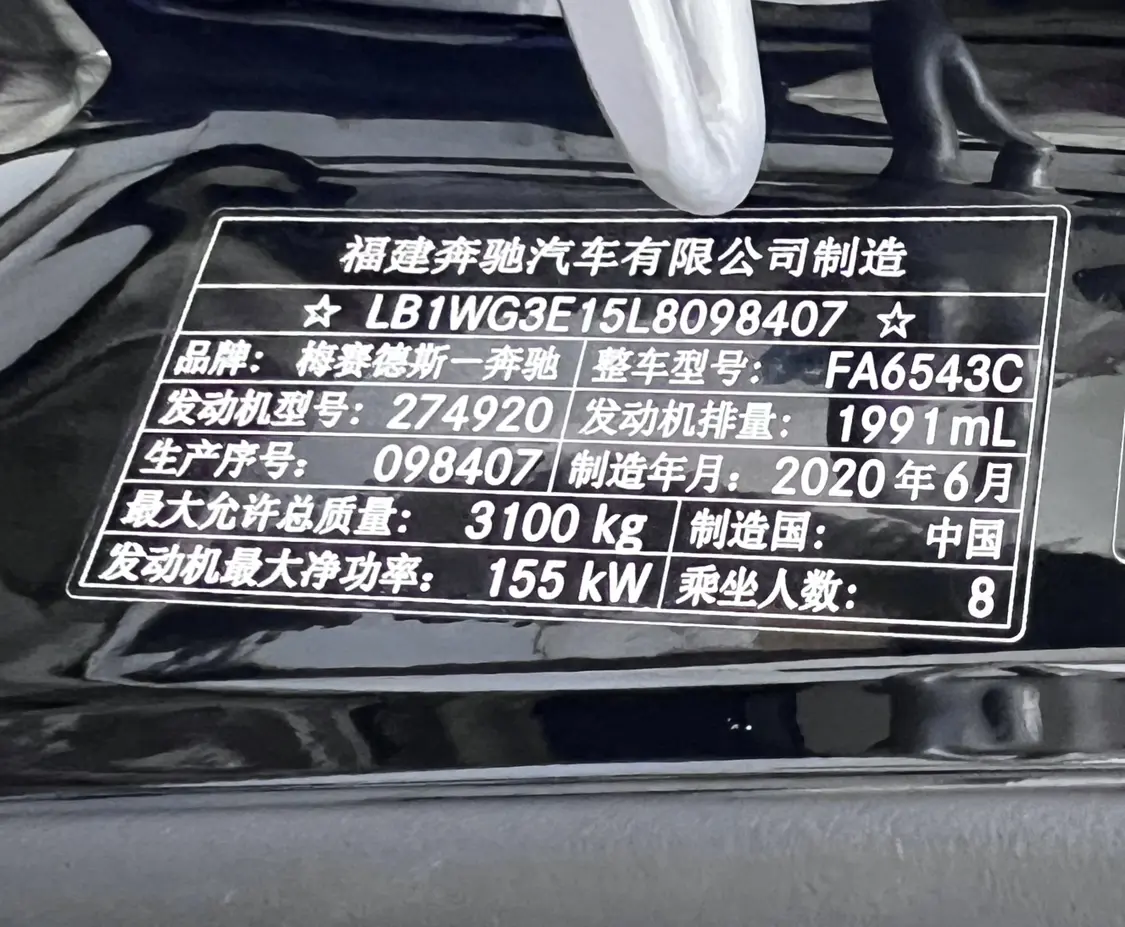 福建奔驰汽车有限公司制造
☆ LB1WG3E15L8098407 ☆
品牌： 梅赛德斯－奔驰 整车型号： FA6543C
发动机型号：274920 发动机排量： 1991mL
生产序号： 098407 制造年月：2020年6月
最大允许总质量： 3100 kg 制造国： 中国
发动机最大净功率： 155 kW 乘坐人数： 8